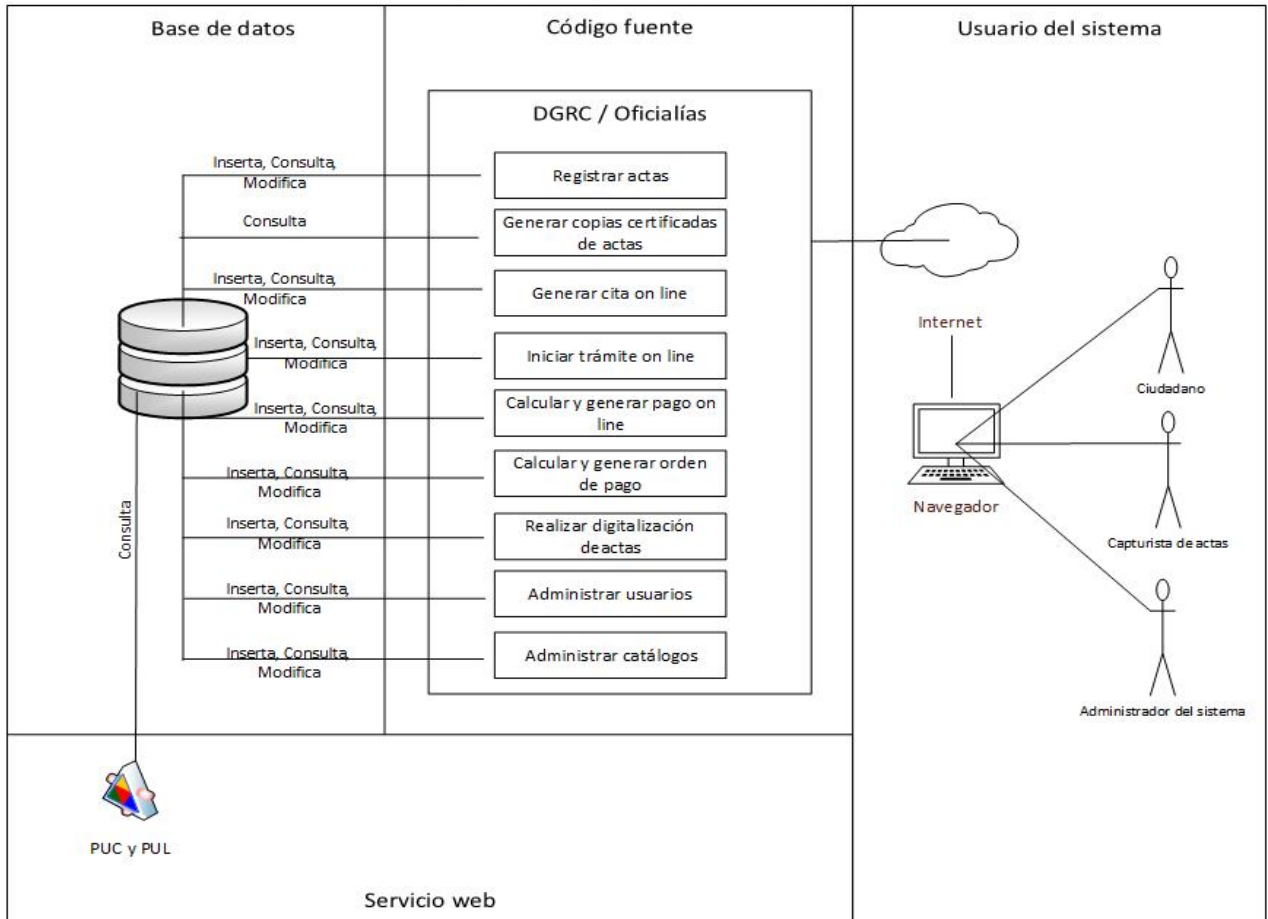 Base de datos
Código fuente
Usuario del sistema
DGRC / Oficialías
Inserta, Consulta,
Modifica
Registrar actas
Consulta
Generar copias certificadas
de actas
Inserta, Consulta,
Modifica
Generar cita on line
Inserta, Consulta,
Modifica
Iniciar trámite on line
Inserta, Consulta,
Modifica
Calcular y generar pago on
line
Inserta, Consulta,
Modifica
Calcular y generar orden
de pago
Inserta, Consulta,
Modifica
Realizar digitalización
deactas
Inserta, Consulta,
Modifica
Administrar usuarios
Inserta, Consulta,
Modifica
Administrar catálogos
Consulta
Internet
Navegador
Ciudadano
Capturista de actas
Administrador del sistema
PUC y PUL
Servicio web